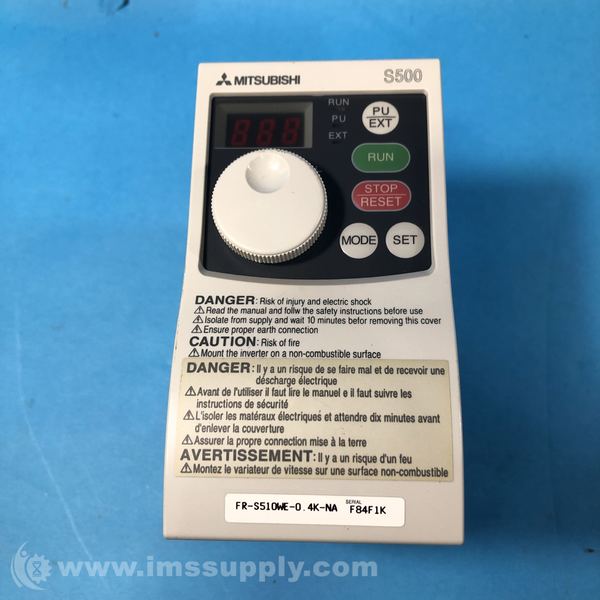 MITSUBISHI S500
888
RUN
PU
EXT
PU
EXT
RUN
STOP
RESET
MODE
SET
DANGER: Risk of injury and electric shock
Read the manual and follw the safety instructions before use
Isolate from supply and wait 10 minutes befor removing this cover
Ensure proper earth connection
CAUTION: Risk of fire
Mount the inverter on a non-combustible surface
DANGER: Il y a un risque de se faire mal et de recevoir une
déscharge électrique
Avant de l'utiliser il faut lire le manuel e il faut suivre les
instructions de sécurité
L'isoler les matéraux électriques et attendre dix minutes avant
d'enlever la couverture
Assurer la propre connection mise à la terre
AVERTISSEMENT: Il y a un risque d'un feu
Montez le variateur de vitesse sur une surface non-combustible
FR-S510WE-0.4K-NA SERIAL F84F1K
www.imssupply.com